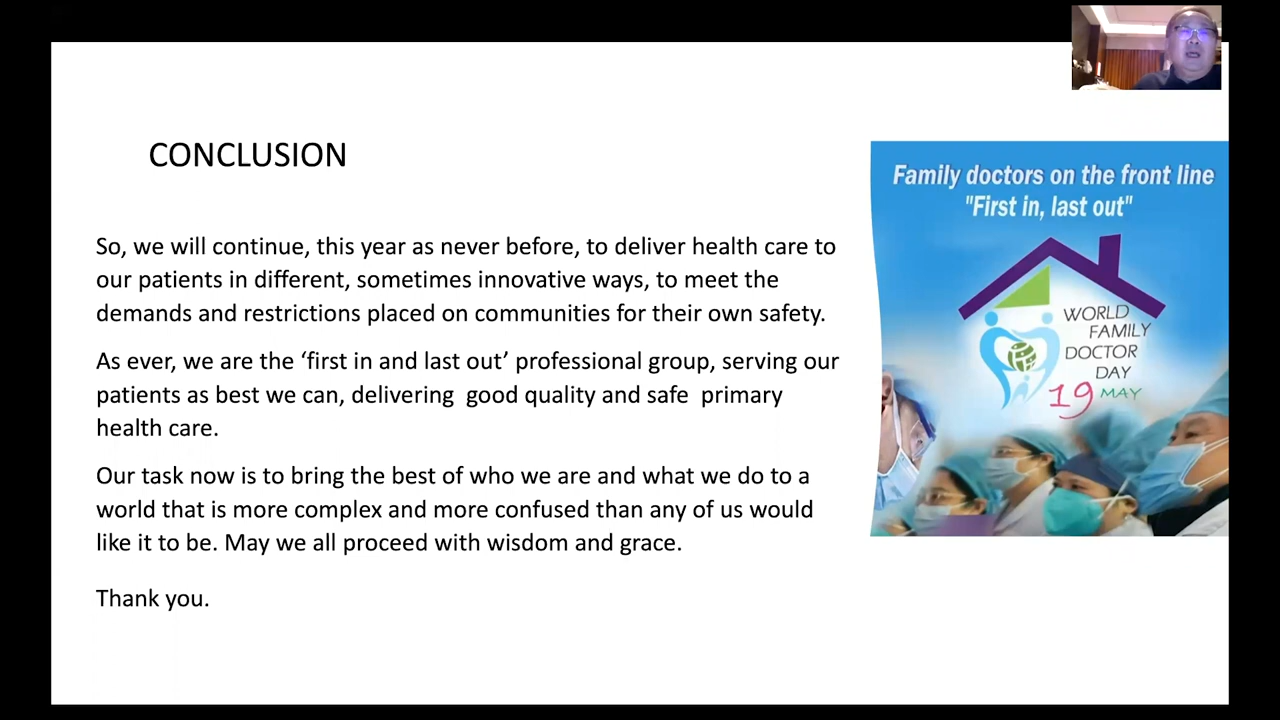 CONCLUSION
So, we will continue, this year as never before, to deliver health care to
our patients in different, sometimes innovative ways, to meet the
demands and restrictions placed on communities for their own safety.
As ever, we are the ‘first in and last out’ professional group, serving our
patients as best we can, delivering  good quality and safe  primary
health care.
Our task now is to bring the best of who we are and what we do to a
world that is more complex and more confused than any of us would
like it to be. May we all proceed with wisdom and grace.
Thank you.
Family doctors on the front line
"First in, last out"
WORLD
FAMILY
DOCTOR
DAY
19 MAY